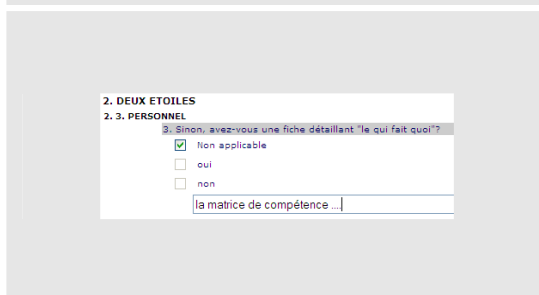 2. DEUX ETOILES
2. 3. PERSONNEL
3. Sinon, avez-vous une fiche détaillant "le qui fait quoi"?
Non applicable
oui
non
la matrice de compétence ....